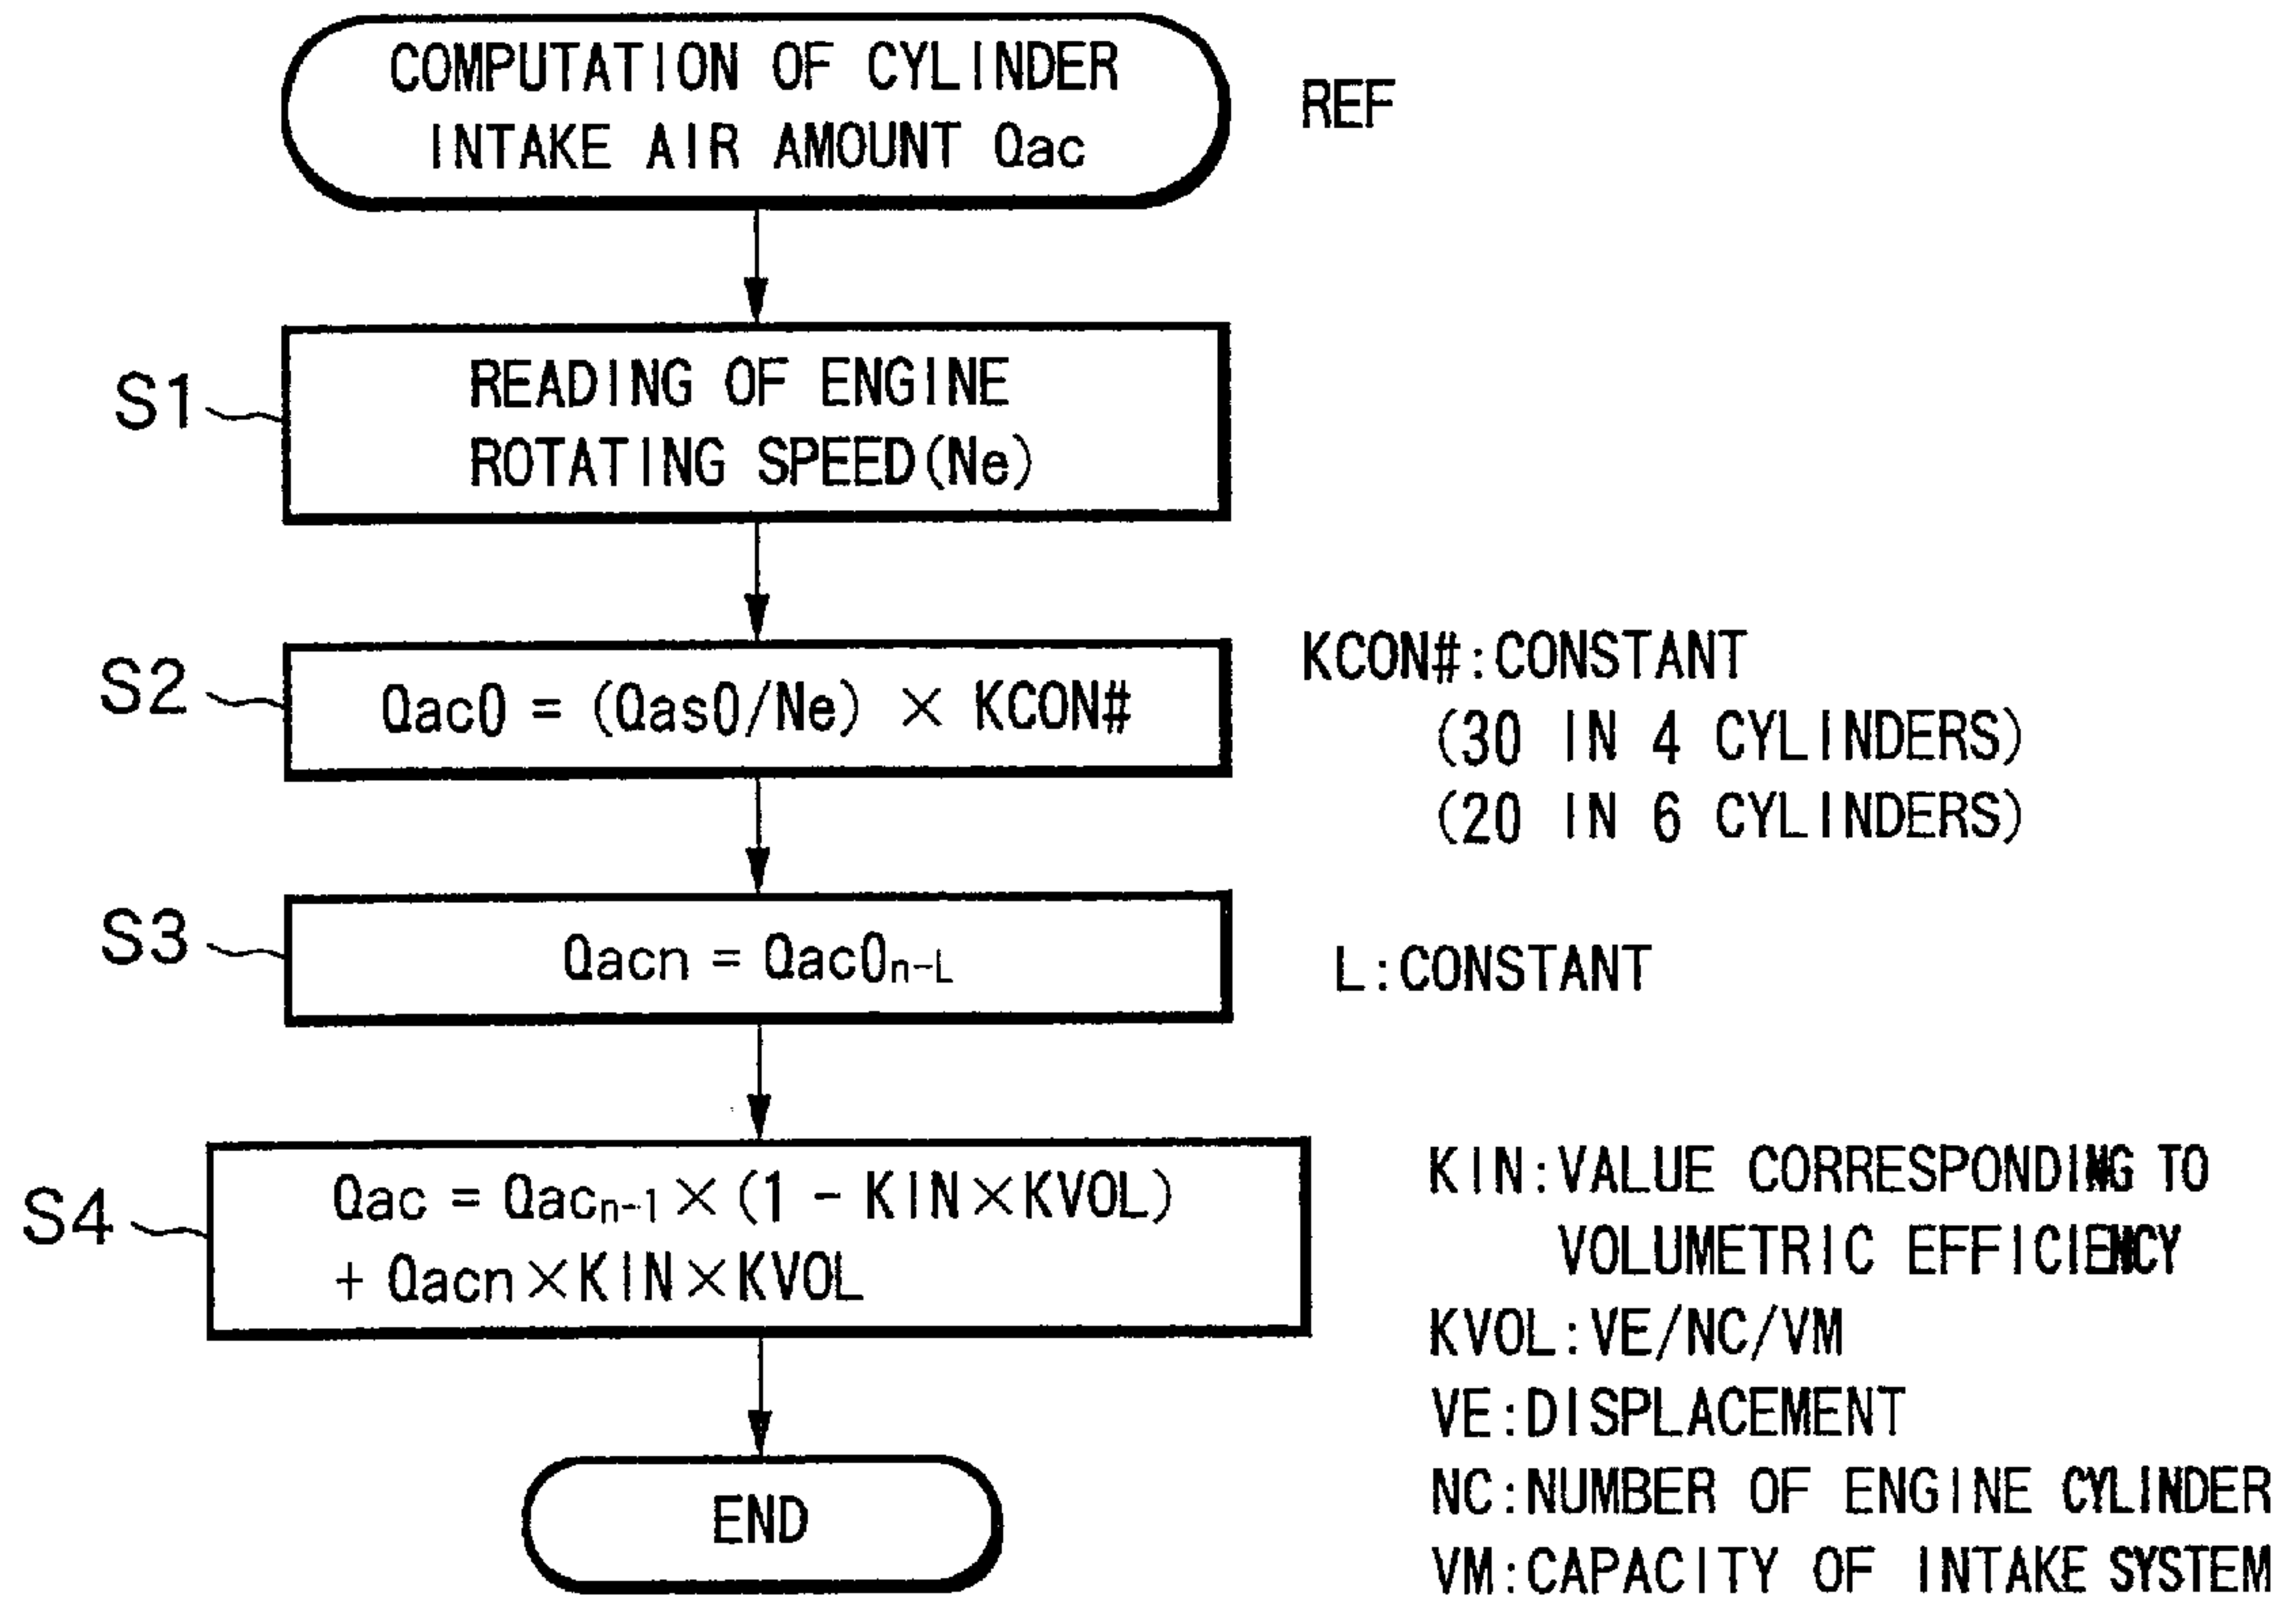 COMPUTATION OF CYLINDER
INTAKE AIR AMOUNT Qac
REF
S1
READING OF ENGINE
ROTATING SPEED(Ne)
S2
Qac0 = (Qas0/Ne) × KCON#
KCON#:CONSTANT
(30 IN 4 CYLINDERS)
(20 IN 6 CYLINDERS)
S3
Qacn = Qac0n-L
L:CONSTANT
S4
Qac = Qacn-1 × (1 - KIN×KVOL)
+ Qacn×KIN×KVOL
KIN:VALUE CORRESPONDING TO
VOLUMETRIC EFFICIENCY
KVOL:VE/NC/VM
VE:DISPLACEMENT
NC:NUMBER OF ENGINE CYLINDER
VM:CAPACITY OF INTAKE SYSTEM
END